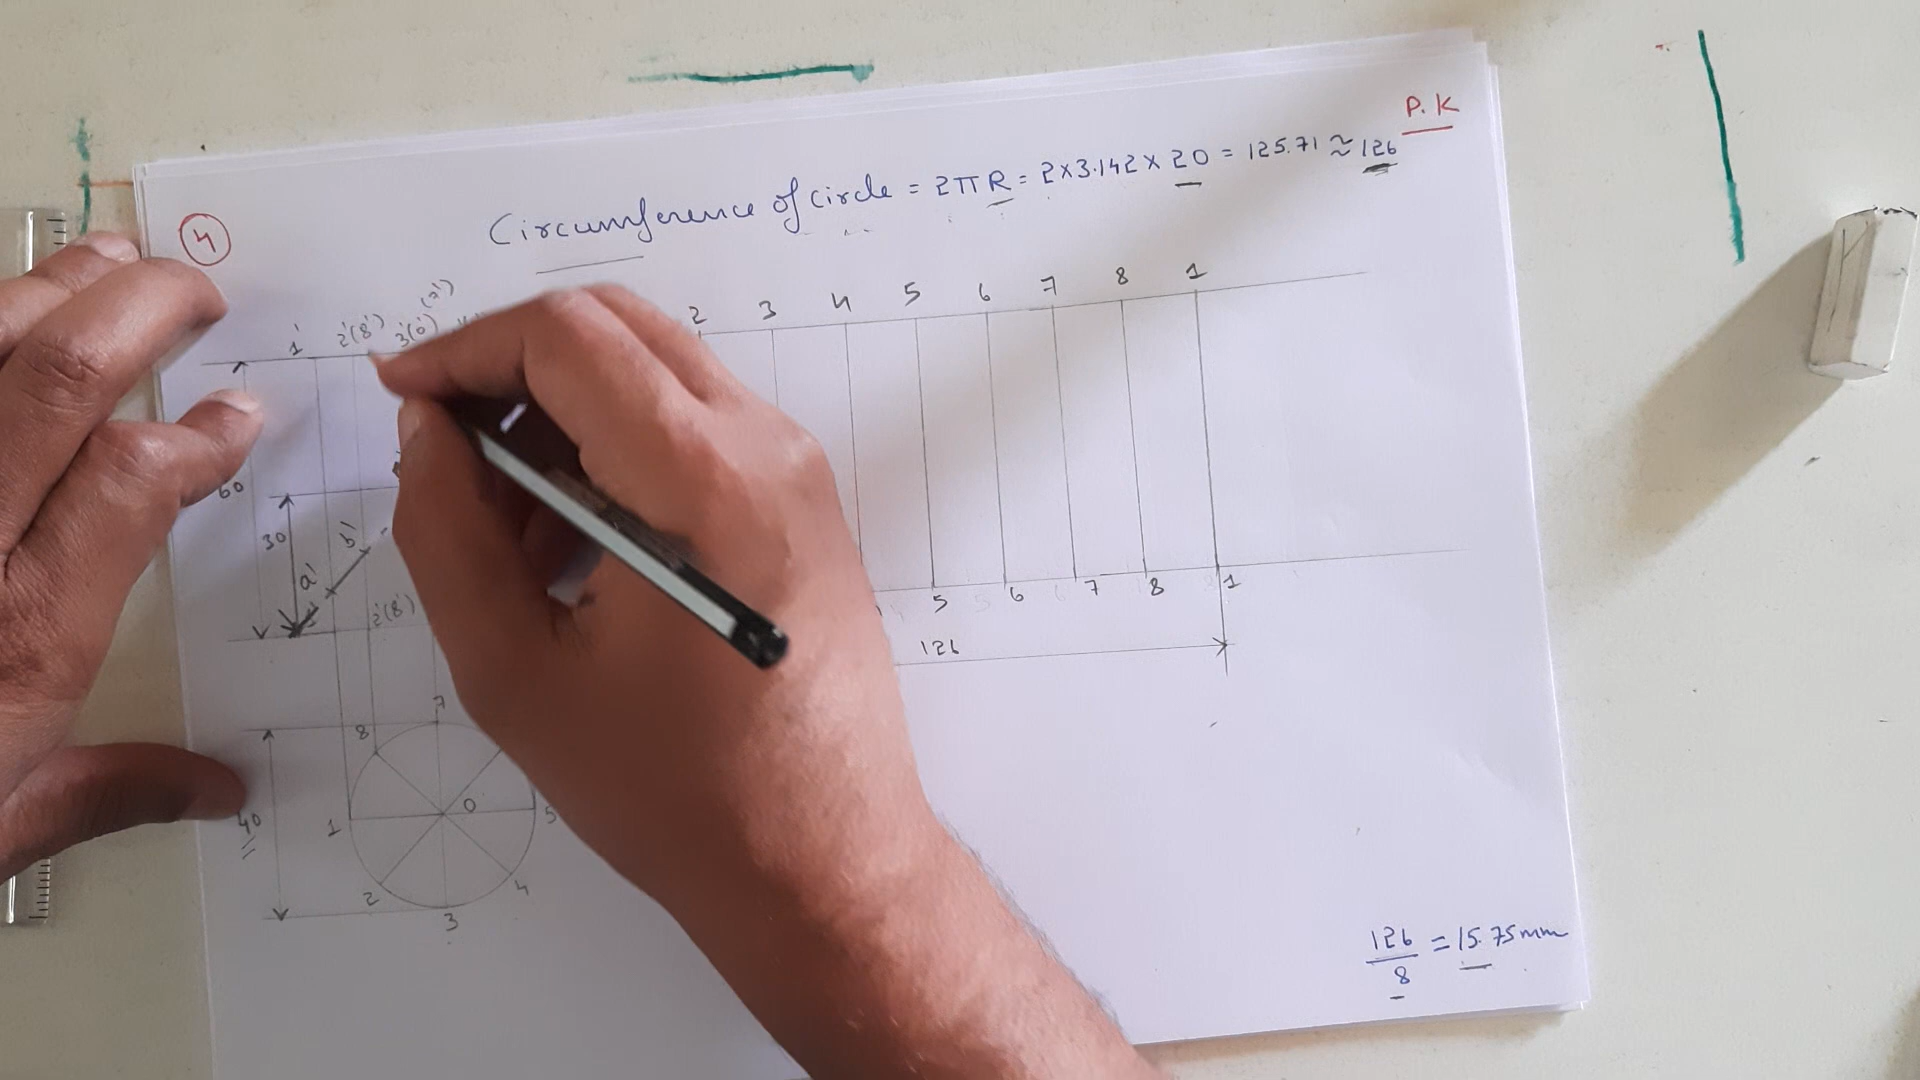 P.K
Circumference of circle = 2πR = 2×3.142×20 = 125.71 ≈ 126
4
1' 2'(8') 3'(0') (7')
2 3 4 5 6 7 8 1
60
30
b'
a'
2'(8')
5 6 7 8 1
126
7
8
0
1 5
40
2 4
3
126/8 = 15.75mm